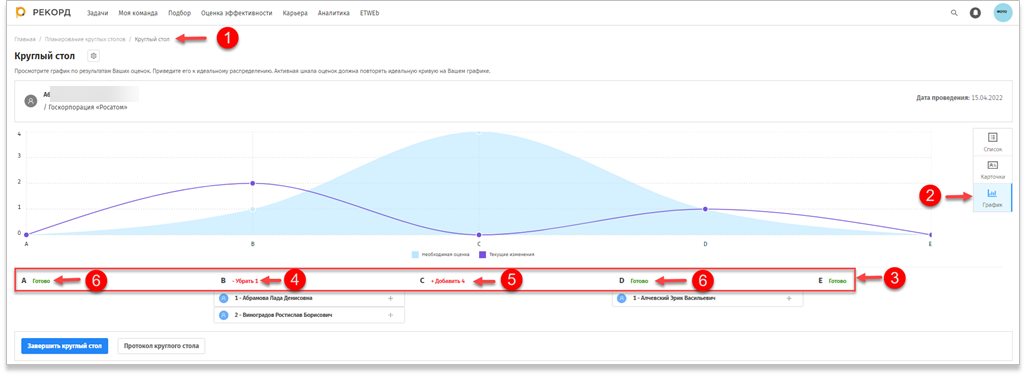 РЕКОРД Задачи Моя команда Подбор Оценка эффективности Карьера Аналитика ETWEb ФОТО
Главная / Планирование круглых столов / Круглый стол 1
Круглый стол
Просмотрите график по результатам Ваших оценок. Приведите его к идеальному распределению. Активная шкала оценок должна повторять идеальную кривую на Вашем графике.
/ Госкорпорация «Росатом»
Дата проведения: 15.04.2022
4
3
2
1
0
A B C D E
Список
Карточки
График
2
Необходимая оценка Текущие изменения
A Готово 6 B - Убрать 1 4 C + Добавить 4 5 D Готово 6 E Готово 3
1 - Абрамова Лада Денисовна + 1 - Алчевский Эрик Васильевич +
2 - Виноградов Ростислав Борисович +
Завершить круглый стол Протокол круглого стола